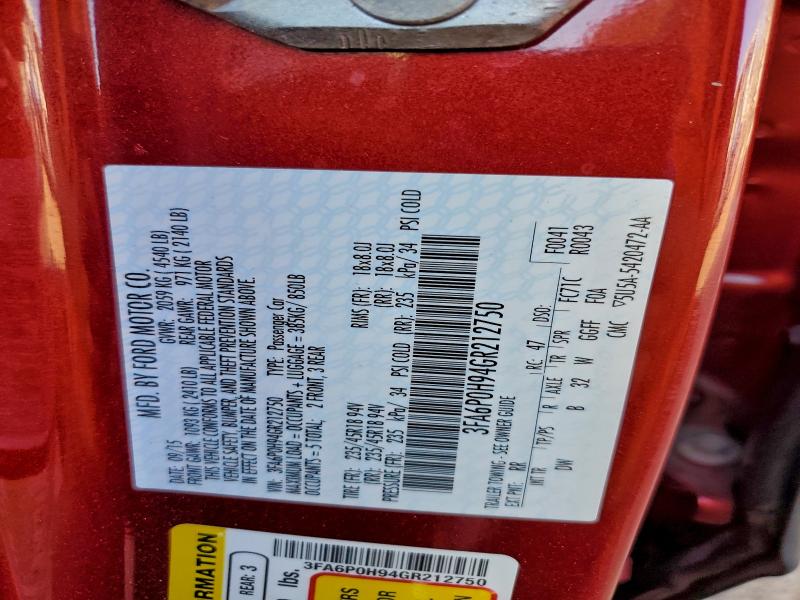 MFD. BY FORD MOTOR CO.
DATE: 09/15 GVWR: 2059 KG (4540 LB)
FRONT GAWR: 1093 KG (2410 LB) REAR GAWR: 971 KG (2140 LB)
THIS VEHICLE CONFORMS TO ALL APPLICABLE FEDERAL MOTOR
VEHICLE SAFETY, BUMPER, AND THEFT PREVENTION STANDARDS
IN EFFECT ON THE DATE OF MANUFACTURE SHOWN ABOVE.
VIN: 3FA6P0H94GR212750 TYPE: Passenger Car
MAXIMUM LOAD = OCCUPANTS + LUGGAGE = 385KG / 850LB
OCCUPANTS = 5 TOTAL; 2 FRONT, 3 REAR
TIRE (FR): 235/45R18 94V RIMS (FR): 18x8.0J
(RR): 235/45R18 94V (RR): 18x8.0J
PRESSURE (FR): 235 kPa/ 34 PSI COLD (RR): 235 kPa/ 34 PSI COLD
3FA6P0H94GR212750
TRAILER TOWING - SEE OWNER GUIDE
EXT PNT: RR RC: 47 DSO: F0041
INT TR TP/PS R AXLE TR SPR FC71C R0043
DW B 32 W GGFF F0A
CMC 5U5A-5420472-AA
3FA6P0H94GR212750
REAR: 3
lbs.